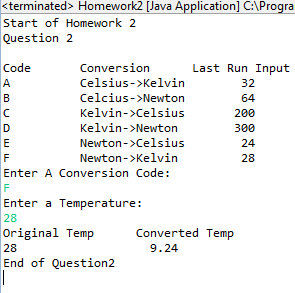 <terminated> Homework2 [Java Application] C:\Progra
Start of Homework 2
Question 2
Code Conversion Last Run Input
A Celsius->Kelvin 32
B Celcius->Newton 64
C Kelvin->Celsius 200
D Kelvin->Newton 300
E Newton->Celsius 24
F Newton->Kelvin 28
Enter A Conversion Code:
F
Enter a Temperature:
28
Original Temp Converted Temp
28 9.24
End of Question2